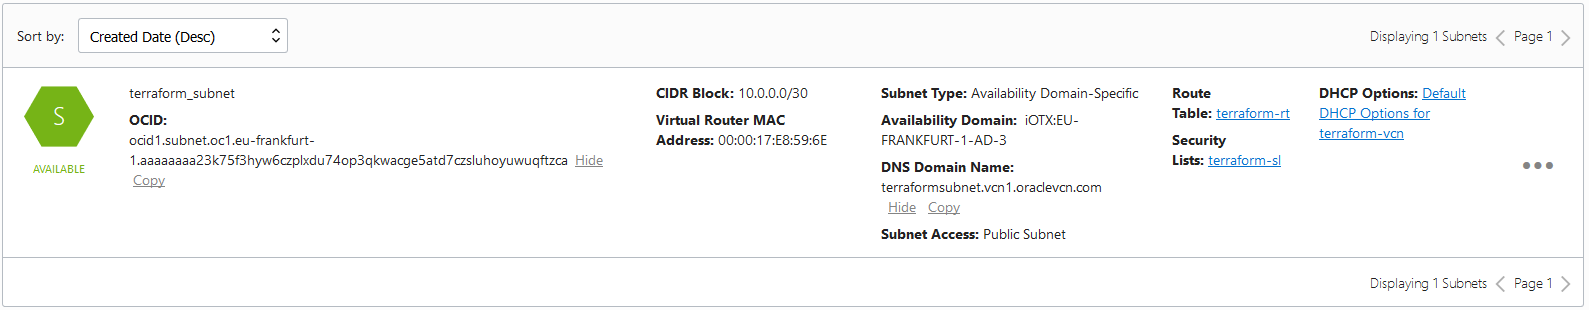 Sort by: Created Date (Desc)
Displaying 1 Subnets Page 1
S
AVAILABLE
terraform_subnet
OCID:
ocid1.subnet.oc1.eu-frankfurt-
1.aaaaaaaa23k75f3hyw6czplxdu74op3qkwacge5atd7czsluhoyuwuqftzca Hide
Copy
CIDR Block: 10.0.0.0/30
Virtual Router MAC
Address: 00:00:17:E8:59:6E
Subnet Type: Availability Domain-Specific
Availability Domain: iOTX:EU-
FRANKFURT-1-AD-3
DNS Domain Name:
terraformsubnet.vcn1.oraclevcn.com
Hide Copy
Subnet Access: Public Subnet
Route
Table: terraform-rt
Security
Lists: terraform-sl
DHCP Options: Default
DHCP Options for
terraform-vcn
Displaying 1 Subnets Page 1